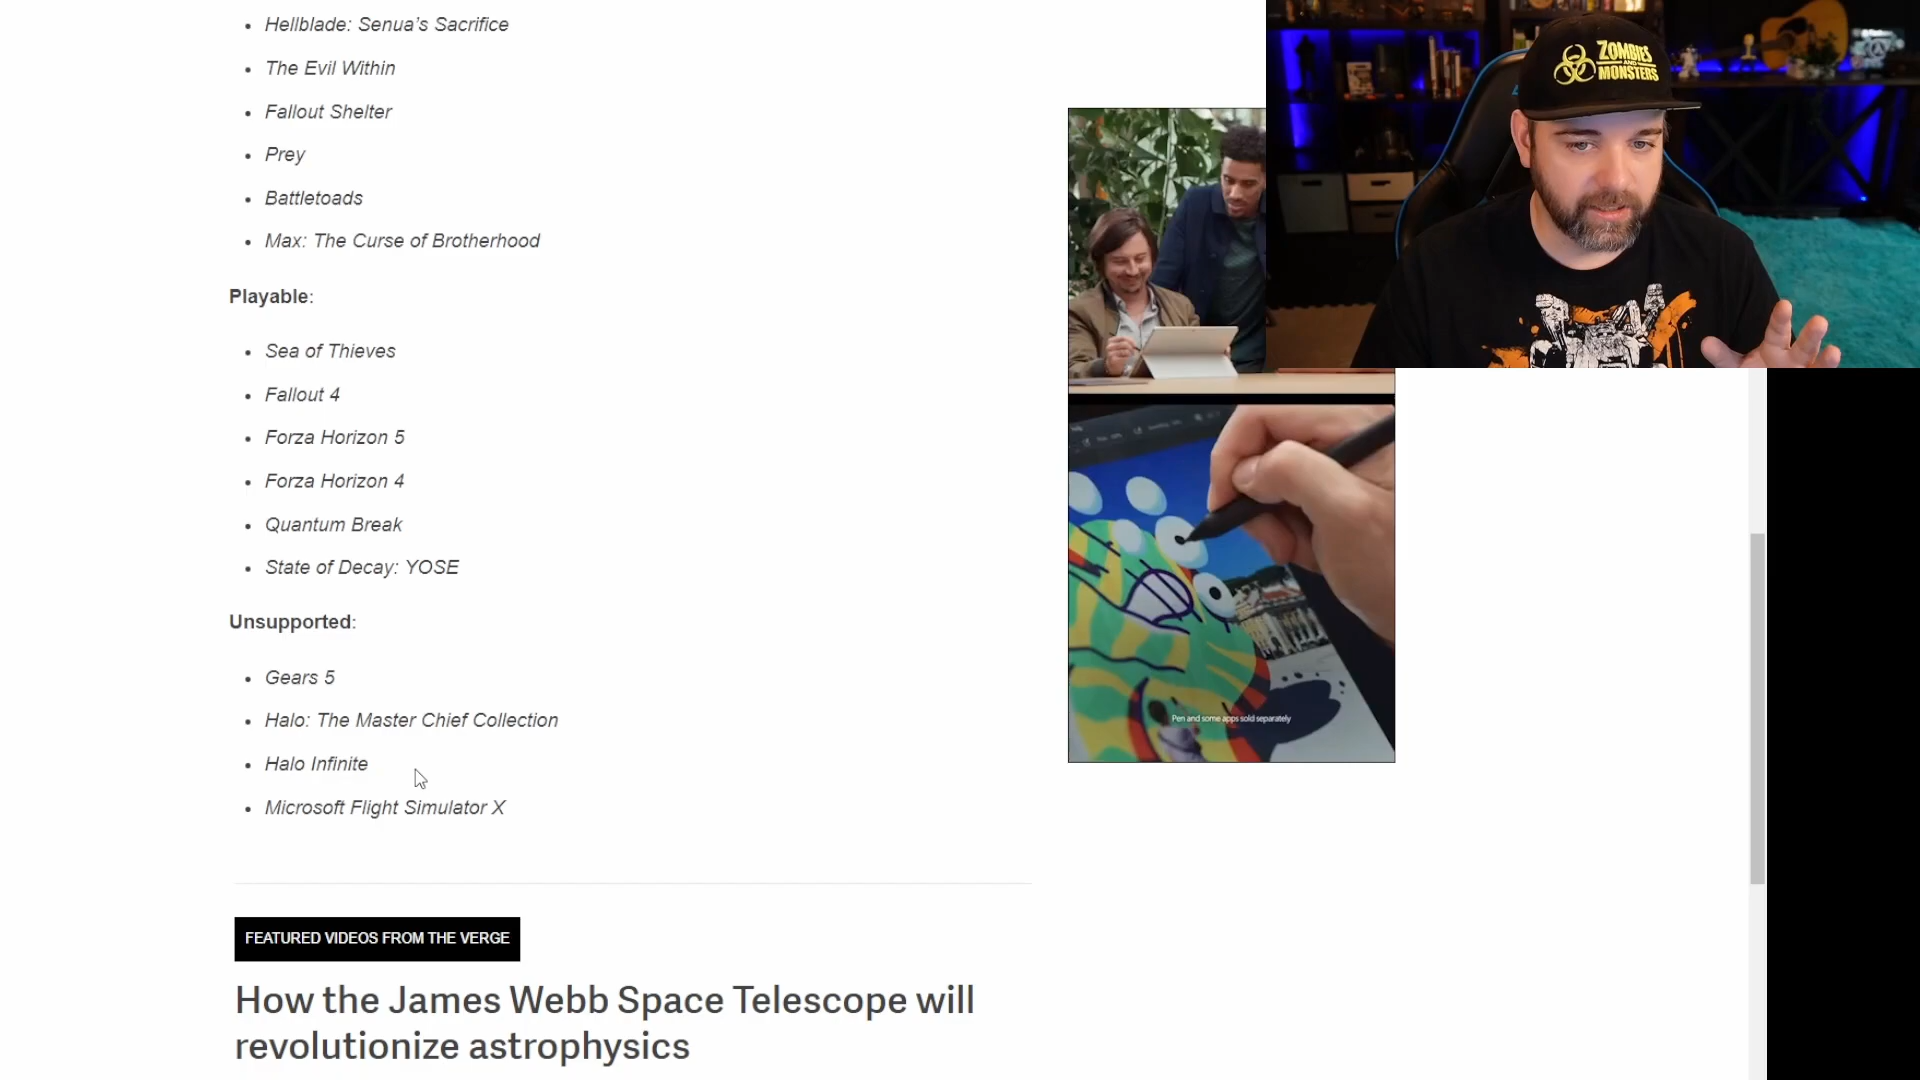 Hellblade: Senua's Sacrifice
The Evil Within
Fallout Shelter
Prey
Battletoads
Max: The Curse of Brotherhood
Playable:
Sea of Thieves
Fallout 4
Forza Horizon 5
Forza Horizon 4
Quantum Break
State of Decay: YOSE
Unsupported:
Gears 5
Halo: The Master Chief Collection
Halo Infinite
Microsoft Flight Simulator X
FEATURED VIDEOS FROM THE VERGE
How the James Webb Space Telescope will
revolutionize astrophysics
ZOMBIES
AND
MONSTERS
Pen and some apps sold separately